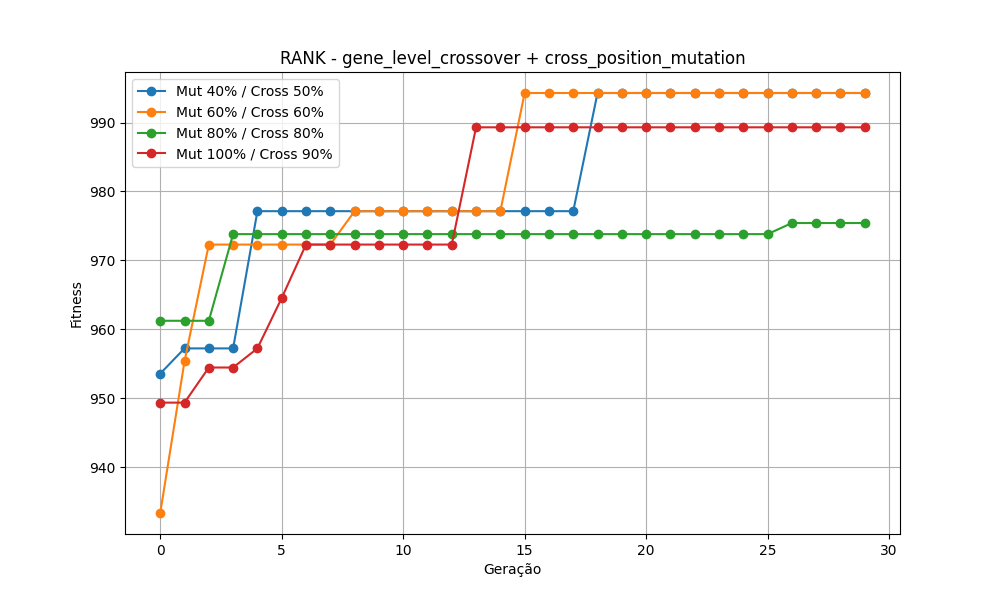 RANK - gene_level_crossover + cross_position_mutation
Mut 40% / Cross 50%
Mut 60% / Cross 60%
Mut 80% / Cross 80%
Mut 100% / Cross 90%
Fitness
990
980
970
960
950
940
0 5 10 15 20 25 30
Geração